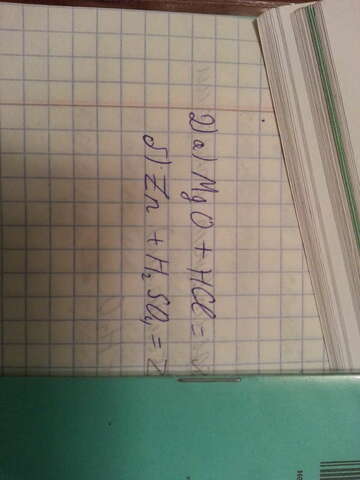 2) а) MgO + HCl =
б) Zn + H₂SO₄ = Z